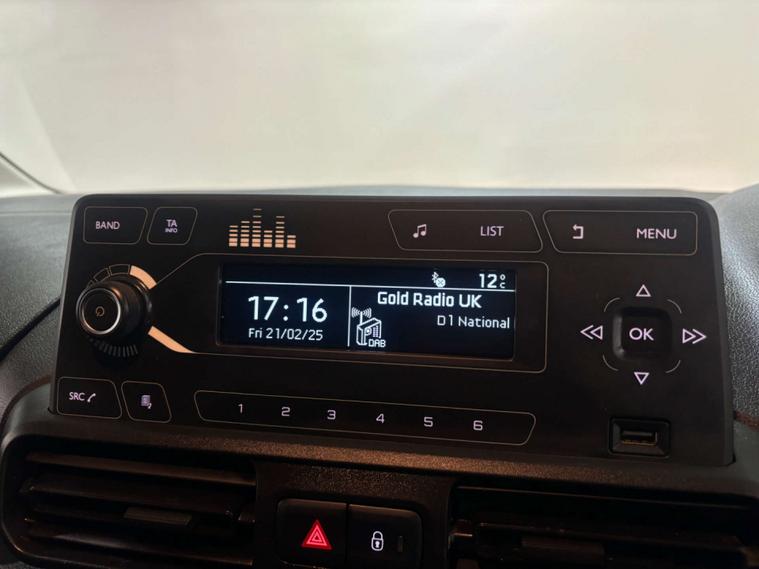 BAND
TA
INFO
LIST
MENU
12°C
17:16
Fri 21/02/25
Gold Radio UK
D1 National
DAB
OK
SRC
1 2 3 4 5 6